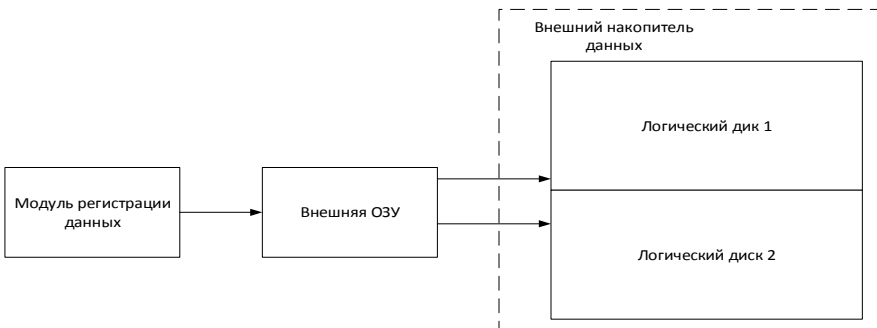 Внешний накопитель
данных
Логический дик 1
Модуль регистрации
данных
Внешняя ОЗУ
Логический диск 2